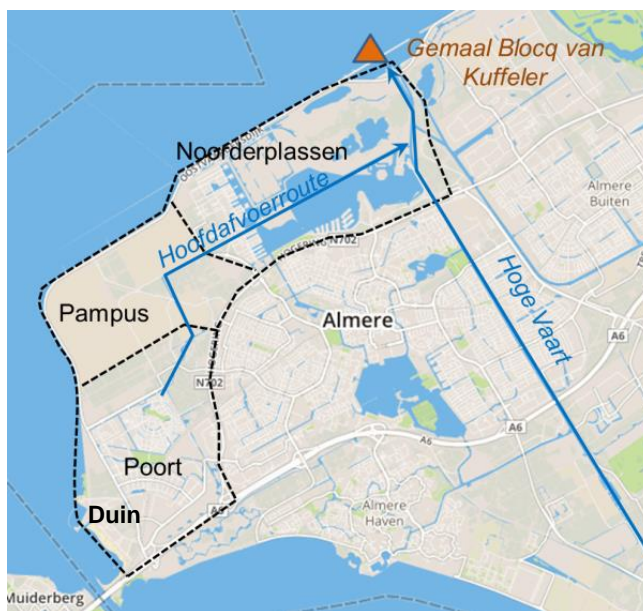 Gemaal Blocq van
Kuffeler
Noorderplassen
Hoofdafvoerroute
N702
Almere
Buiten
Pampus
Almere
Hoge Vaart
A6
N702
A6
A6
Poort
Duin
Almere
Haven
Muiderberg